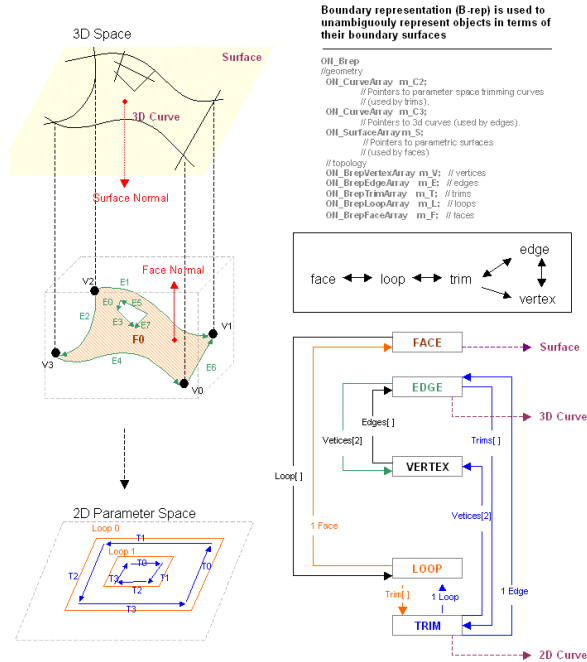 Boundary representation (B-rep) is used to
unambiguouly represent objects in terms of
their boundary surfaces
3D Space
Surface
3D Curve
Surface Normal
ON_Brep
//geometry
ON_CurveArray m_C2;
// Pointers to parameter space trimming curves
// (used by trims).
ON_CurveArray m_C3;
// Pointers to 3d curves (used by edges).
ON_SurfaceArray m_S;
// Pointers to parametric surfaces
// (used by faces)
// topology
ON_BrepVertexArray m_V; // vertices
ON_BrepEdgeArray m_E; // edges
ON_BrepTrimArray m_T; // trims
ON_BrepLoopArray m_L; // loops
ON_BrepFaceArray m_F; // faces
face
loop
trim
edge
vertex
V2
E1
Face Normal
E0
E5
E2
E3
E7
V1
F0
V3
E4
E6
V0
2D Parameter Space
Loop 0
T1
Loop 1
T0
T0
T2
T3
T1
T2
T3
FACE
Surface
EDGE
3D Curve
Vetices[2]
Edges[ ]
Trims[ ]
VERTEX
Loop[ ]
1 Face
Vetices[2]
LOOP
Trim[ ]
1 Loop
1 Edge
TRIM
2D Curve